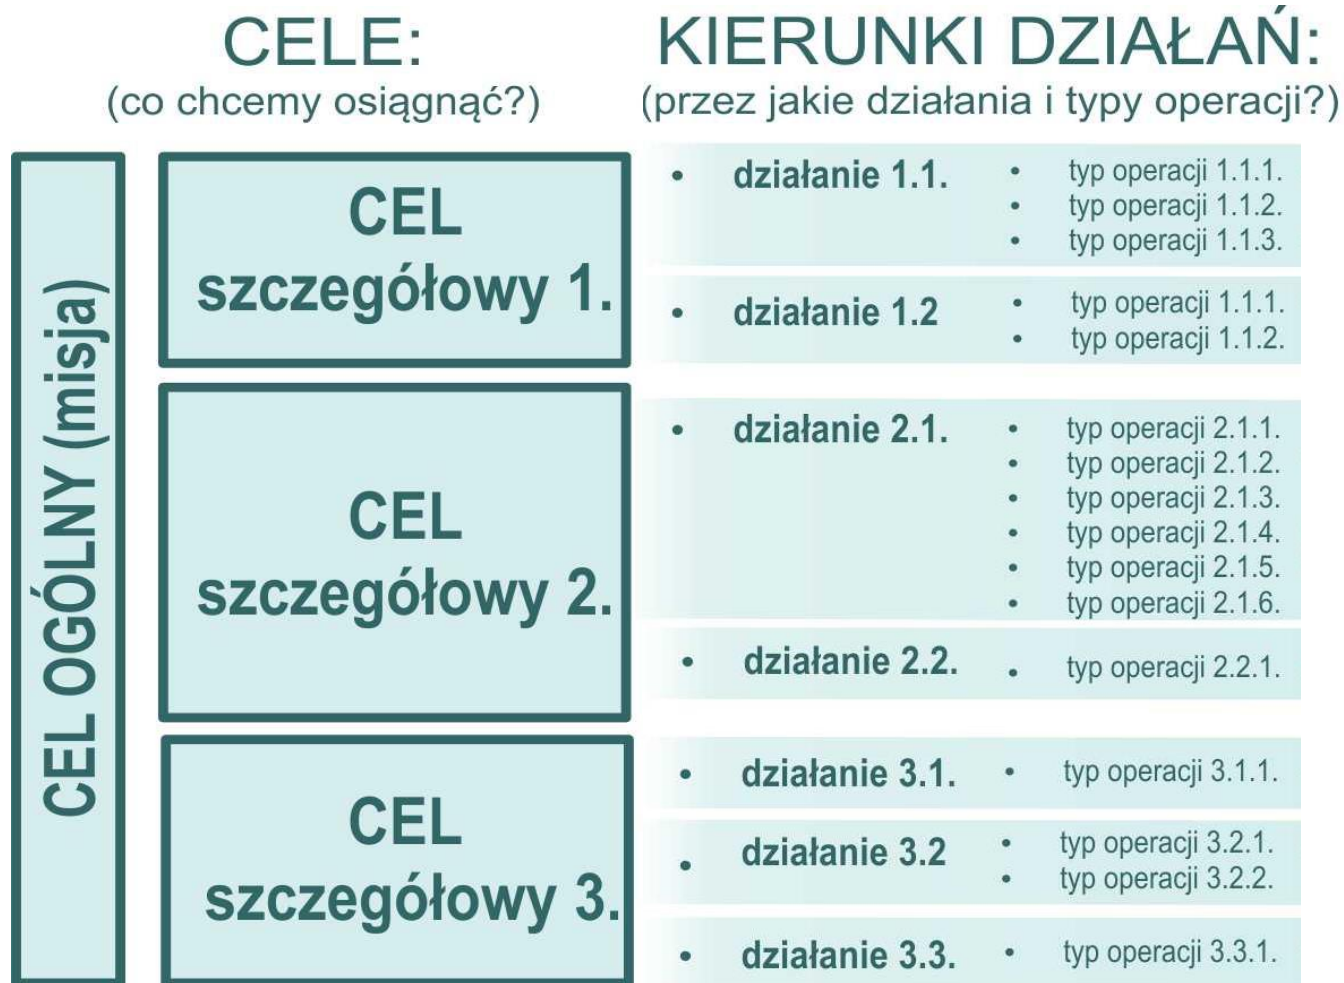 CELE:
(co chcemy osiągnąć?)
KIERUNKI DZIAŁAŃ:
(przez jakie działania i typy operacji?)
CEL OGÓLNY (misja)
CEL
szczegółowy 1.
• działanie 1.1.
• typ operacji 1.1.1.
• typ operacji 1.1.2.
• typ operacji 1.1.3.
• działanie 1.2
• typ operacji 1.1.1.
• typ operacji 1.1.2.
CEL
szczegółowy 2.
• działanie 2.1.
• typ operacji 2.1.1.
• typ operacji 2.1.2.
• typ operacji 2.1.3.
• typ operacji 2.1.4.
• typ operacji 2.1.5.
• typ operacji 2.1.6.
• działanie 2.2.
• typ operacji 2.2.1.
CEL
szczegółowy 3.
• działanie 3.1.
• typ operacji 3.1.1.
• działanie 3.2
• typ operacji 3.2.1.
• typ operacji 3.2.2.
• działanie 3.3.
• typ operacji 3.3.1.